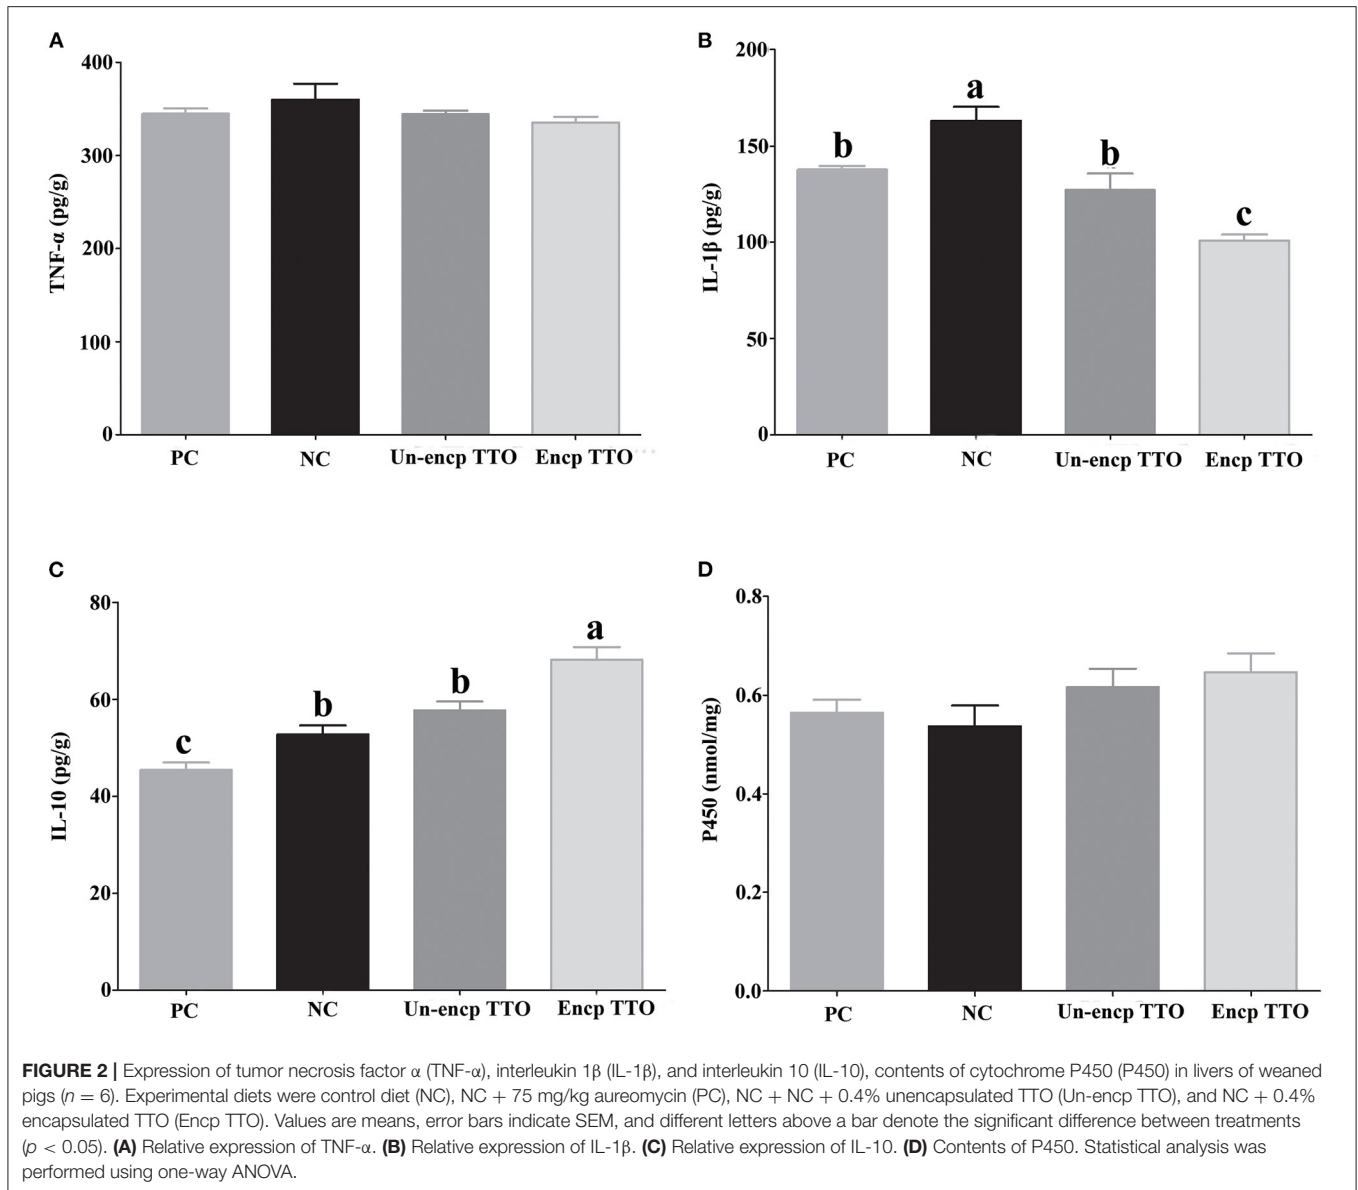 A
400
300
200
100
0
TNF-α (pg/g)
PC NC Un-encp TTO Encp TTO
B
200
150
100
50
0
IL-1β (pg/g)
b
a
b
c
PC NC Un-encp TTO Encp TTO
C
80
60
40
20
0
IL-10 (pg/g)
c
b
b
a
PC NC Un-encp TTO Encp TTO
D
0.8
0.6
0.4
0.2
0.0
P450 (nmol/mg)
PC NC Un-encp TTO Encp TTO
FIGURE 2 | Expression of tumor necrosis factor α (TNF-α), interleukin 1β (IL-1β), and interleukin 10 (IL-10), contents of cytochrome P450 (P450) in livers of weaned
pigs (n = 6). Experimental diets were control diet (NC), NC + 75 mg/kg aureomycin (PC), NC + NC + 0.4% unencapsulated TTO (Un-encp TTO), and NC + 0.4%
encapsulated TTO (Encp TTO). Values are means, error bars indicate SEM, and different letters above a bar denote the significant difference between treatments
(p < 0.05). (A) Relative expression of TNF-α. (B) Relative expression of IL-1β. (C) Relative expression of IL-10. (D) Contents of P450. Statistical analysis was
performed using one-way ANOVA.